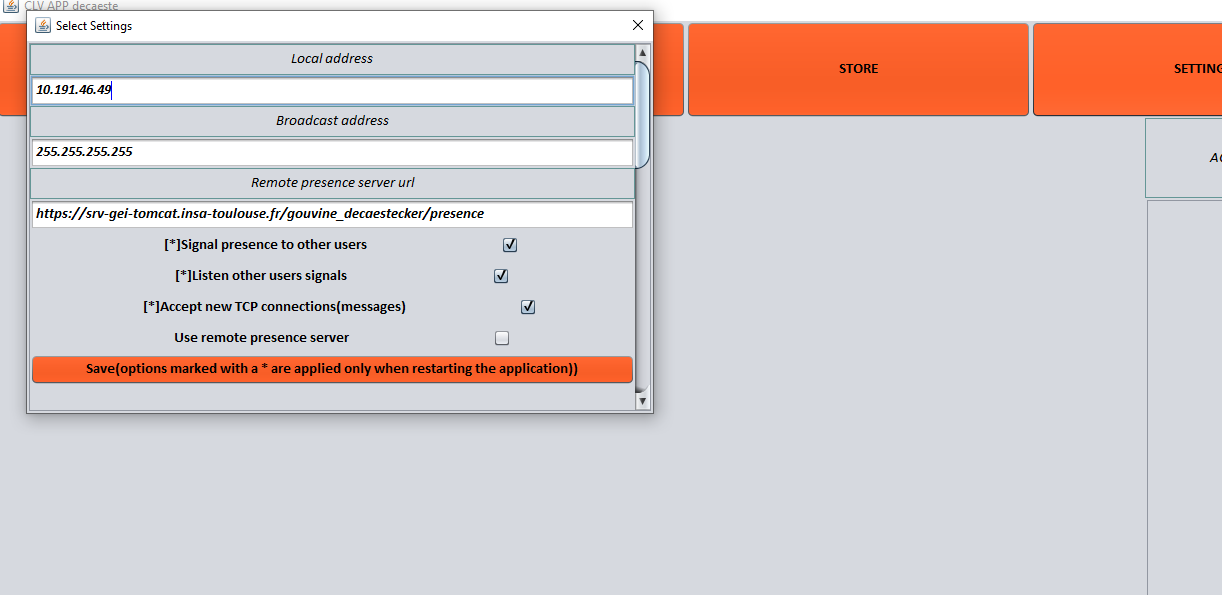 CLV APP decaeste
Select Settings
Local address
10.191.46.49
Broadcast address
255.255.255.255
Remote presence server url
https://srv-gei-tomcat.insa-toulouse.fr/gouvine_decaestecker/presence
[*]Signal presence to other users
[*]Listen other users signals
[*]Accept new TCP connections(messages)
Use remote presence server
Save(options marked with a * are applied only when restarting the application))
STORE
SETTING